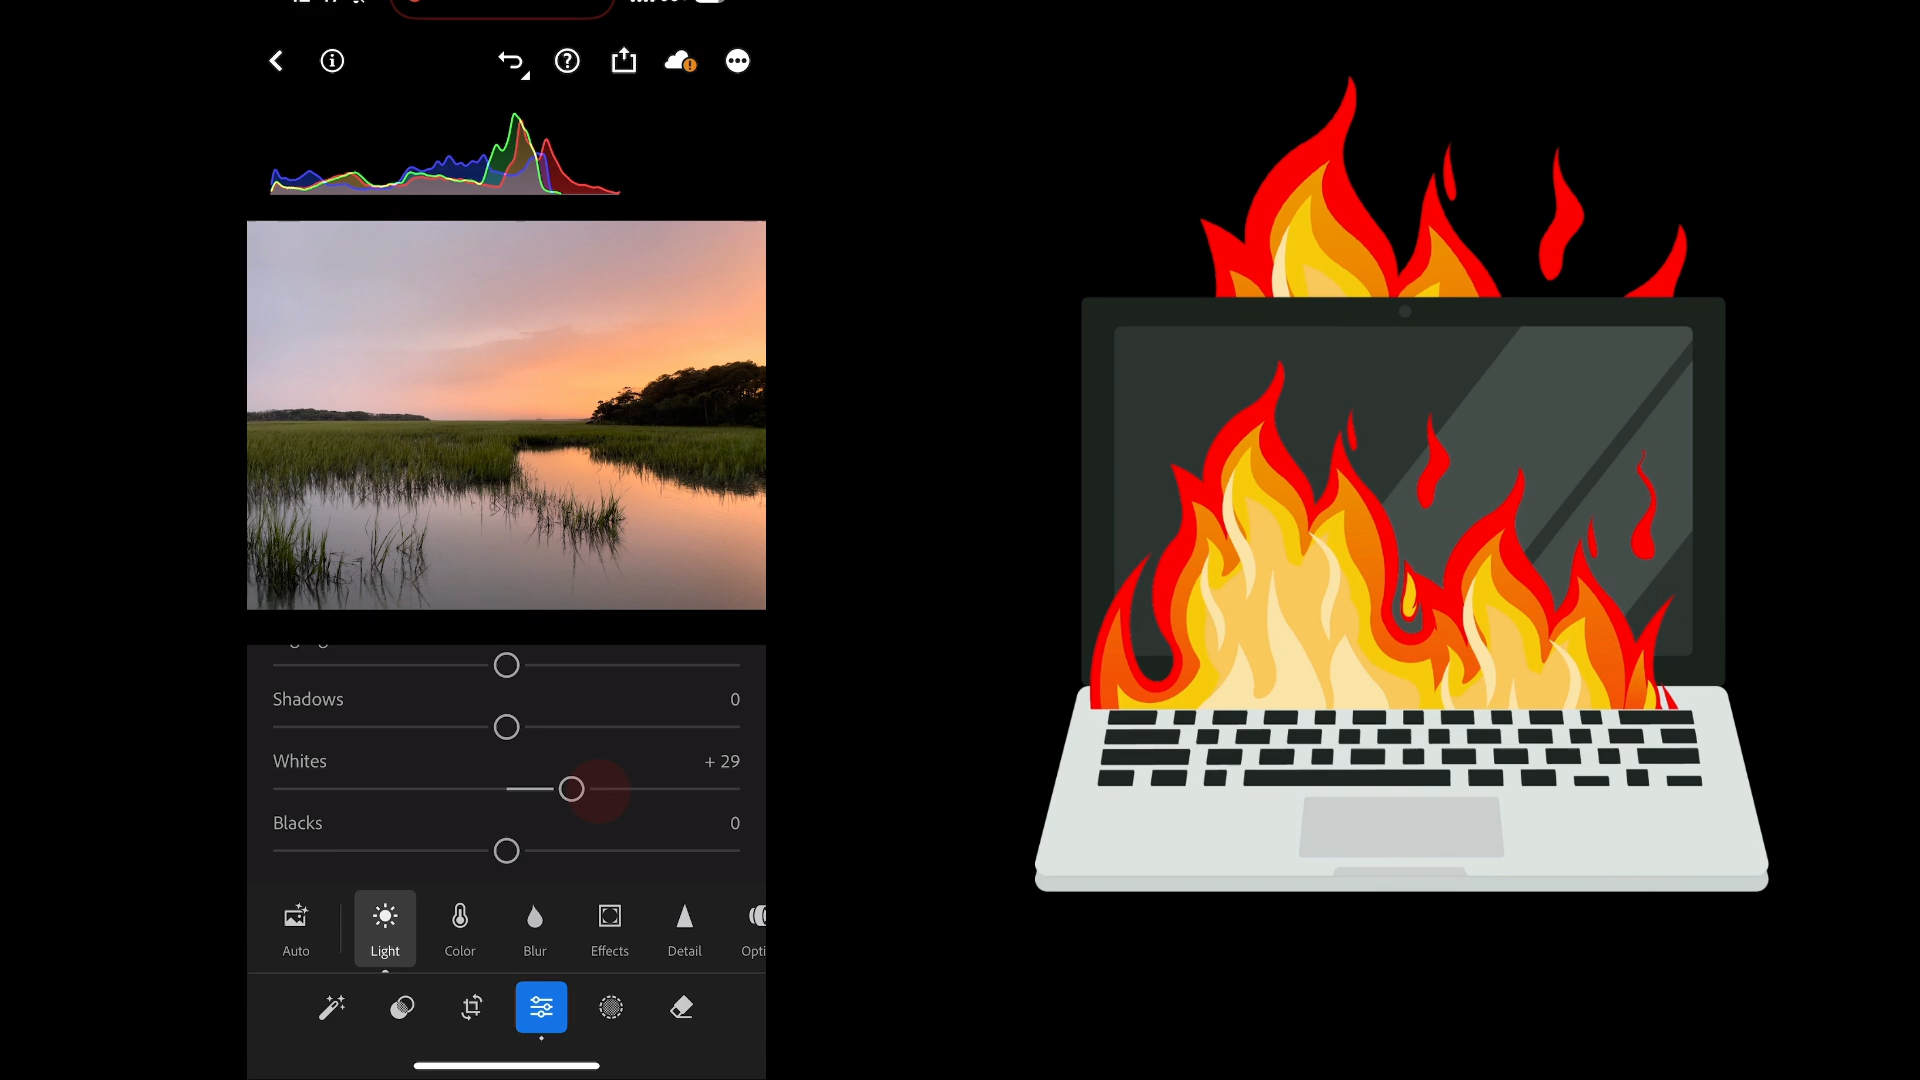 Shadows 0
Whites + 29
Blacks 0
Auto Light Color Blur Effects Detail Opti